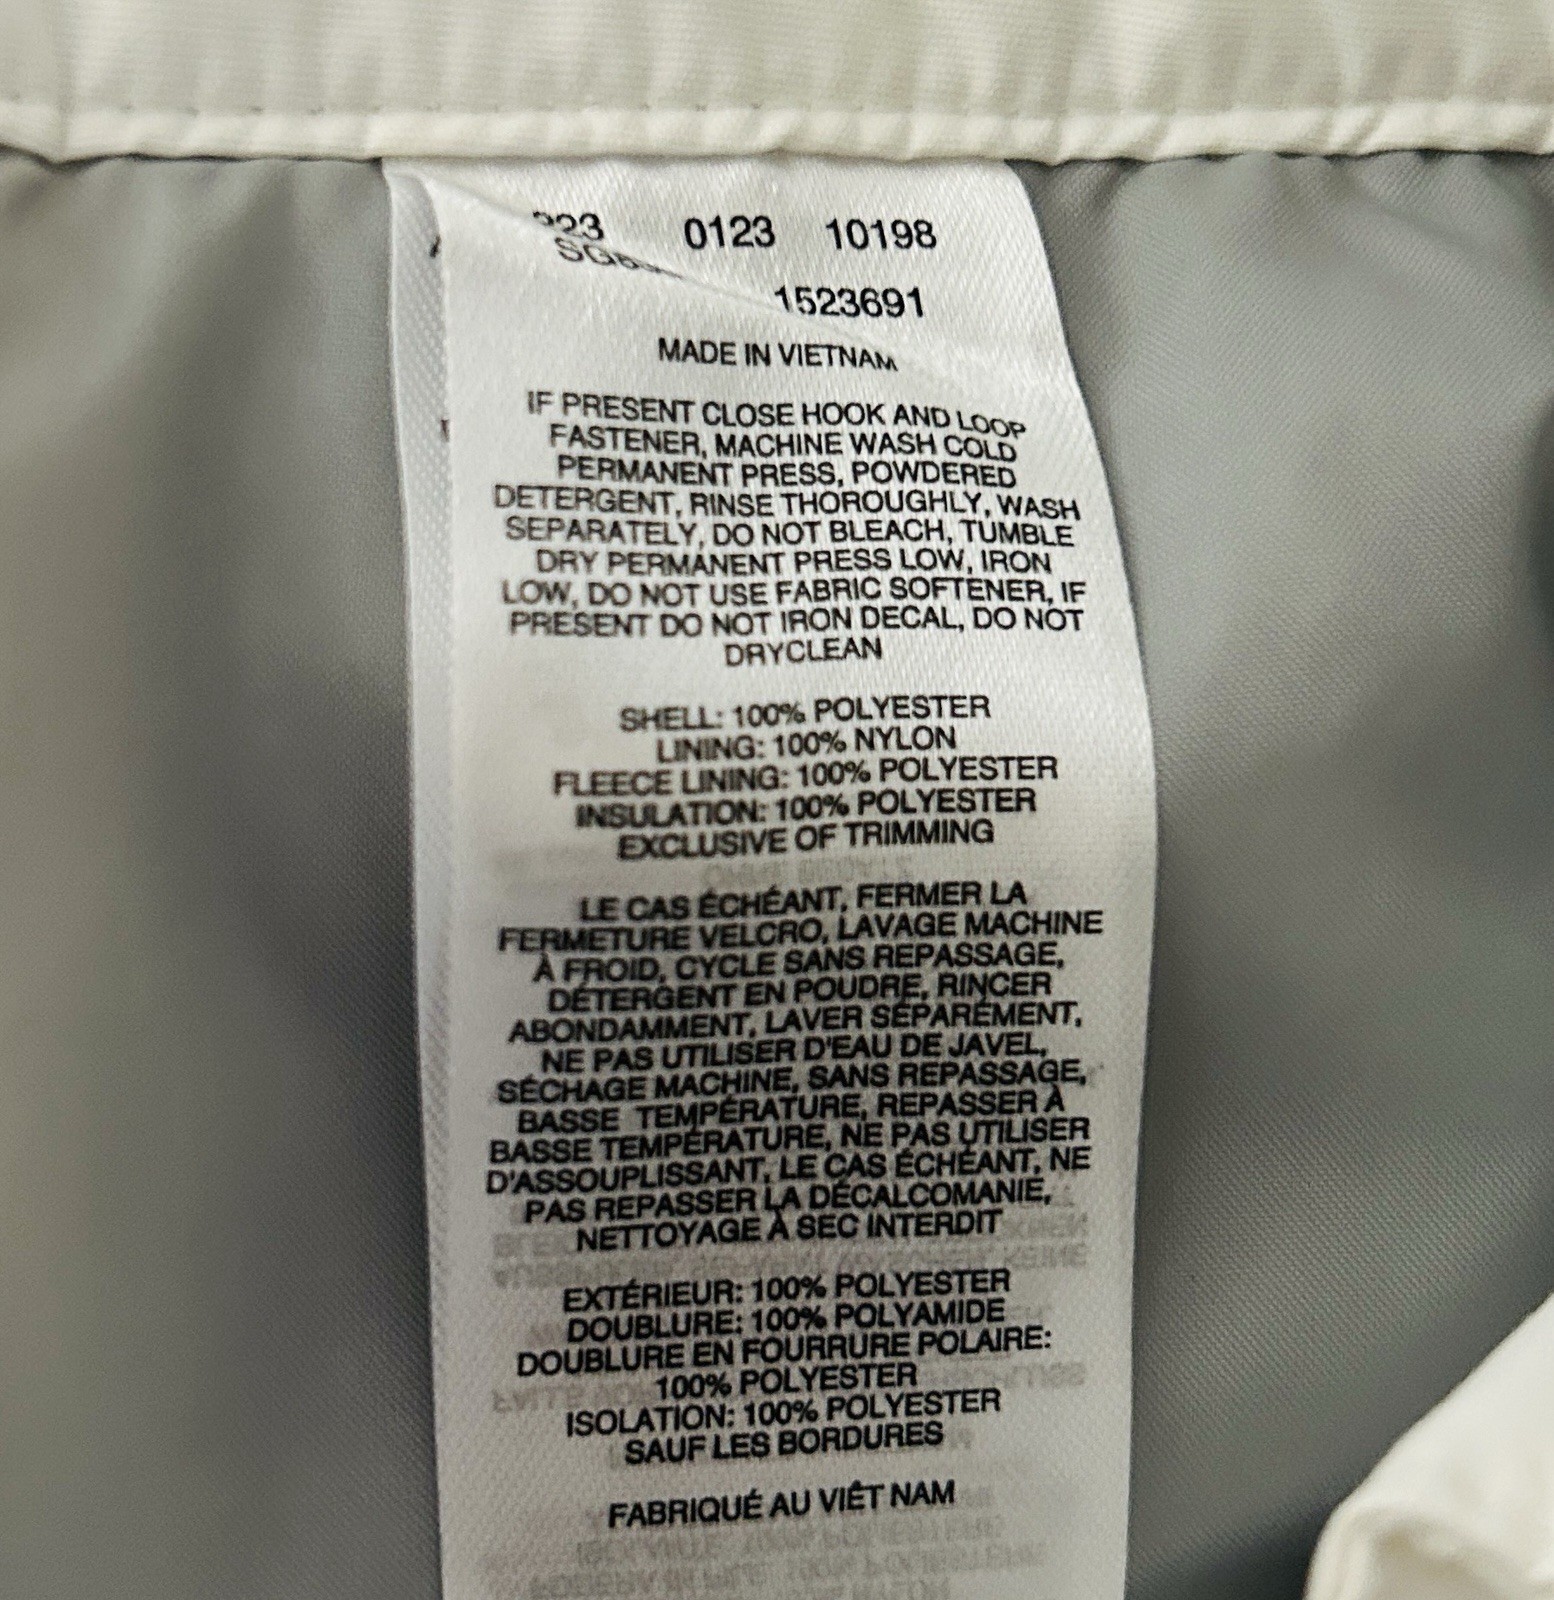 0123 10198
1523691
MADE IN VIETNAM
IF PRESENT CLOSE HOOK AND LOOP
FASTENER, MACHINE WASH COLD
PERMANENT PRESS, POWDERED
DETERGENT, RINSE THOROUGHLY, WASH
SEPARATELY, DO NOT BLEACH, TUMBLE
DRY PERMANENT PRESS LOW, IRON
LOW, DO NOT USE FABRIC SOFTENER, IF
PRESENT DO NOT IRON DECAL, DO NOT
DRYCLEAN
SHELL: 100% POLYESTER
LINING: 100% NYLON
FLEECE LINING: 100% POLYESTER
INSULATION: 100% POLYESTER
EXCLUSIVE OF TRIMMING
LE CAS ÉCHÉANT, FERMER LA
FERMETURE VELCRO, LAVAGE MACHINE
À FROID, CYCLE SANS REPASSAGE,
DÉTERGENT EN POUDRE, RINCER
ABONDAMMENT, LAVER SÉPARÉMENT,
NE PAS UTILISER D'EAU DE JAVEL,
SÉCHAGE MACHINE, SANS REPASSAGE,
BASSE TEMPÉRATURE, REPASSER À
BASSE TEMPÉRATURE, NE PAS UTILISER
D'ASSOUPLISSANT, LE CAS ÉCHÉANT, NE
PAS REPASSER LA DÉCALCOMANIE,
NETTOYAGE À SEC INTERDIT
EXTÉRIEUR: 100% POLYESTER
DOUBLURE: 100% POLYAMIDE
DOUBLURE EN FOURRURE POLAIRE:
100% POLYESTER
ISOLATION: 100% POLYESTER
SAUF LES BORDURES
FABRIQUÉ AU VIÊT NAM